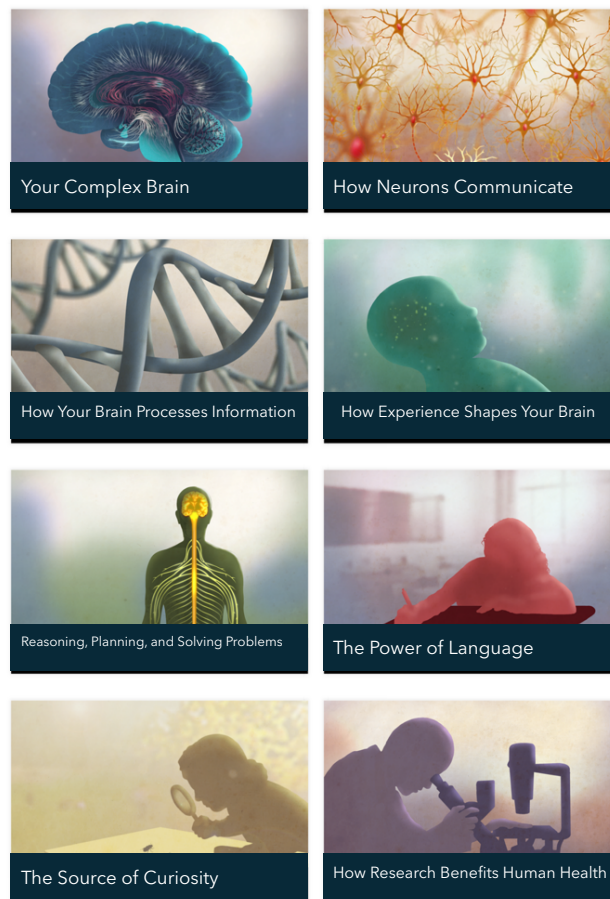 Your Complex Brain
How Neurons Communicate
How Your Brain Processes Information
How Experience Shapes Your Brain
Reasoning, Planning, and Solving Problems
The Power of Language
The Source of Curiosity
How Research Benefits Human Health